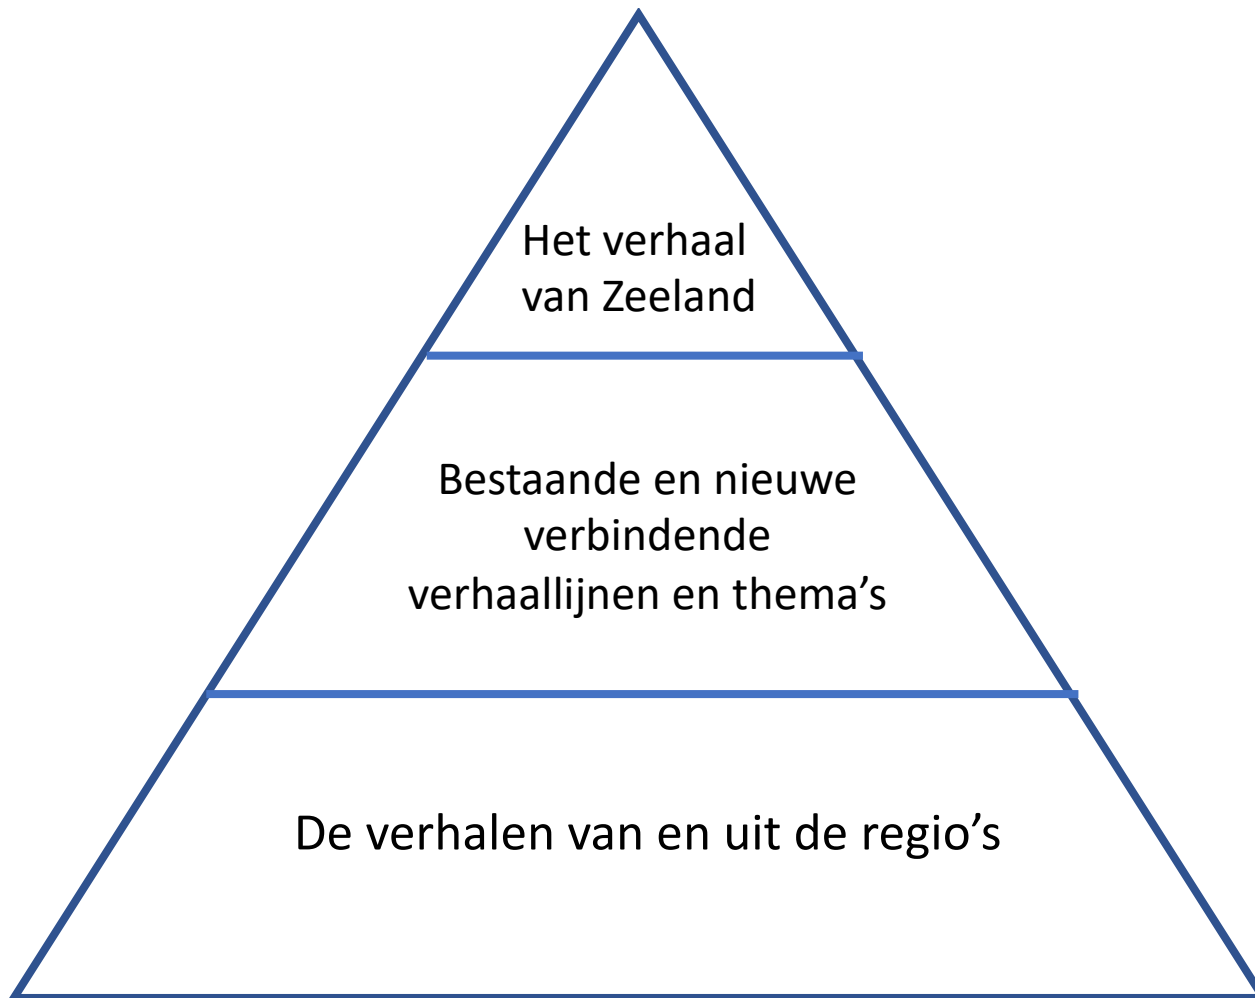 Het verhaal
van Zeeland
Bestaande en nieuwe
verbindende
verhaallijnen en thema’s
De verhalen van en uit de regio’s